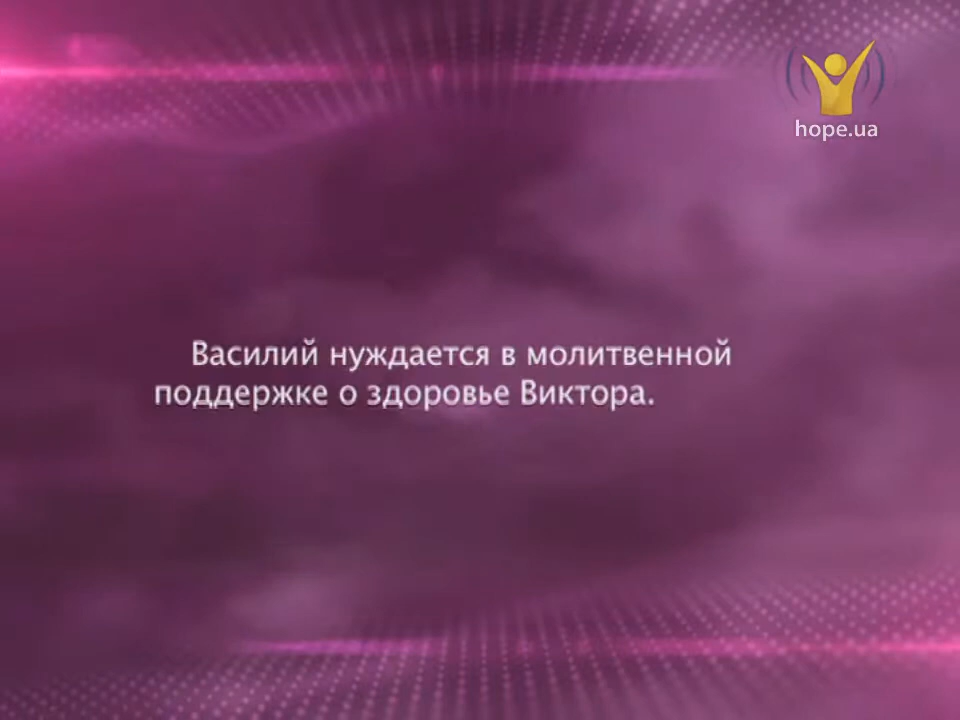 hope.ua
Василий нуждается в молитвенной
поддержке о здоровье Виктора.